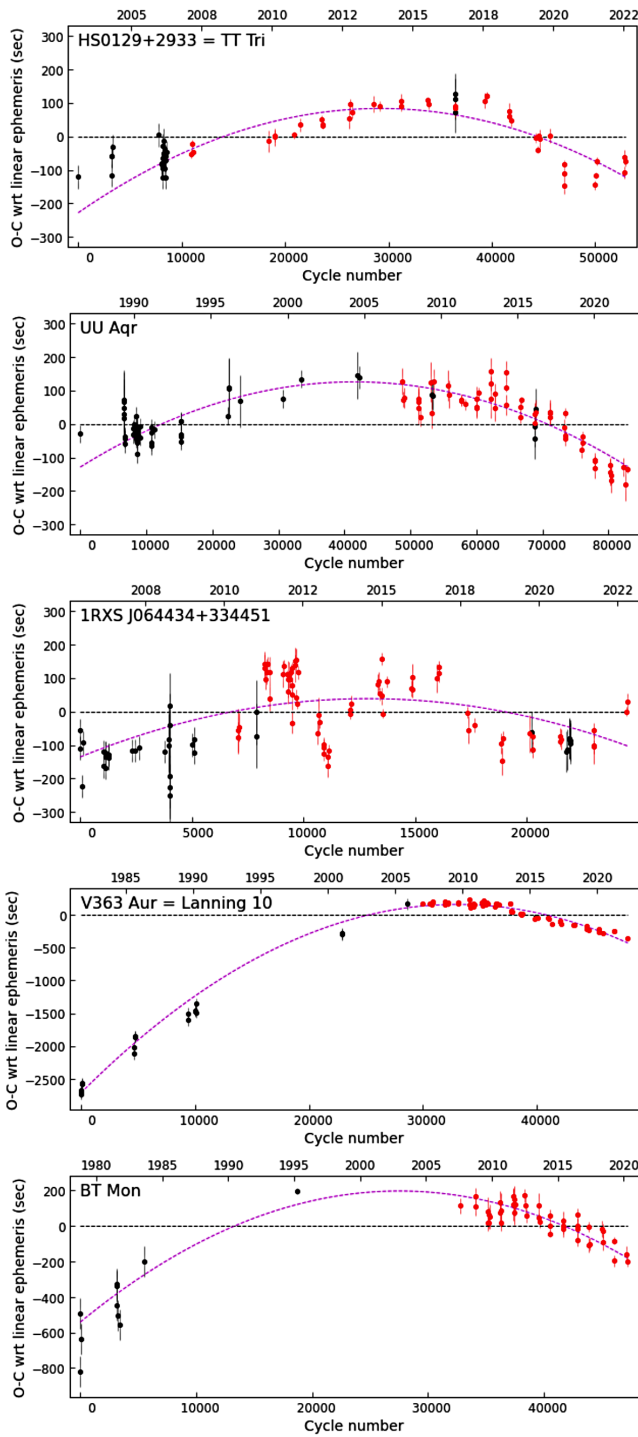 2005 2007 2010 2012 2015 2017 2020 2022
HS0129+2933 = TT Tri
O-C wrt linear ephemeris (sec)
300
200
100
0
−100
−200
−300
0 10000 20000 30000 40000 50000
Cycle number
1990 1995 2000 2005 2010 2015 2020
UU Aqr
O-C wrt linear ephemeris (sec)
300
200
100
0
−100
−200
−300
0 10000 20000 30000 40000 50000 60000 70000 80000
Cycle number
2008 2010 2012 2015 2017 2020 2022
1RXS J064434+334451
O-C wrt linear ephemeris (sec)
300
200
100
0
−100
−200
−300
0 5000 10000 15000 20000
Cycle number
1985 1990 1995 2000 2005 2010 2015 2020
V363 Aur = Lanning 10
O-C wrt linear ephemeris (sec)
0
−500
−1000
−1500
−2000
−2500
0 10000 20000 30000 40000
Cycle number
1980 1985 1990 1995 2000 2005 2010 2015 2020
BT Mon
O-C wrt linear ephemeris (sec)
200
0
−200
−400
−600
−800
0 10000 20000 30000 40000
Cycle number